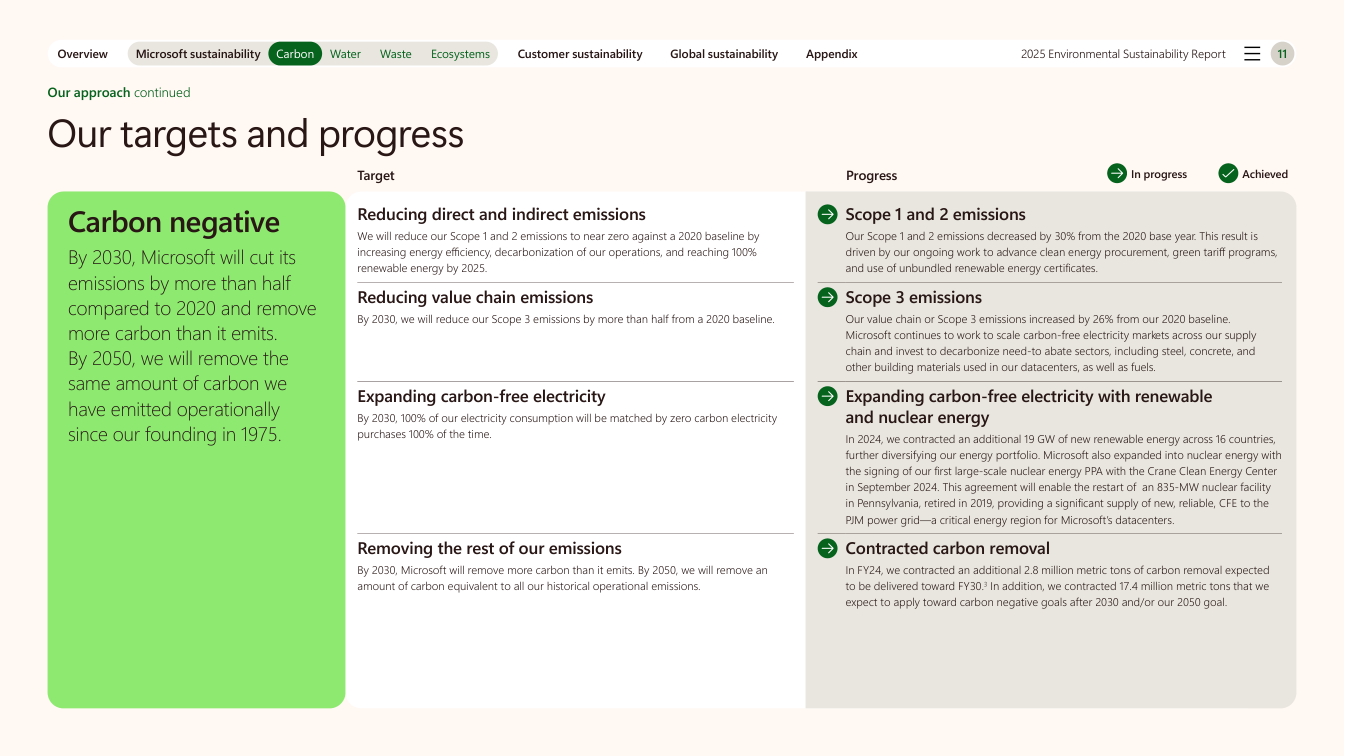 Overview Microsoft sustainability Carbon Water Waste Ecosystems Customer sustainability Global sustainability Appendix 2025 Environmental Sustainability Report 11
Our approach continued
Our targets and progress
Target
Progress
In progress
Achieved
Carbon negative
By 2030, Microsoft will cut its
emissions by more than half
compared to 2020 and remove
more carbon than it emits.
By 2050, we will remove the
same amount of carbon we
have emitted operationally
since our founding in 1975.
Reducing direct and indirect emissions
We will reduce our Scope 1 and 2 emissions to near zero against a 2020 baseline by
increasing energy efficiency, decarbonization of our operations, and reaching 100%
renewable energy by 2025.
Scope 1 and 2 emissions
Our Scope 1 and 2 emissions decreased by 30% from the 2020 base year. This result is
driven by our ongoing work to advance clean energy procurement, green tariff programs,
and use of unbundled renewable energy certificates.
Reducing value chain emissions
By 2030, we will reduce our Scope 3 emissions by more than half from a 2020 baseline.
Scope 3 emissions
Our value chain or Scope 3 emissions increased by 26% from our 2020 baseline.
Microsoft continues to work to scale carbon-free electricity markets across our supply
chain and invest to decarbonize need-to abate sectors, including steel, concrete, and
other building materials used in our datacenters, as well as fuels.
Expanding carbon-free electricity
By 2030, 100% of our electricity consumption will be matched by zero carbon electricity
purchases 100% of the time.
Expanding carbon-free electricity with renewable
and nuclear energy
In 2024, we contracted an additional 19 GW of new renewable energy across 16 countries,
further diversifying our energy portfolio. Microsoft also expanded into nuclear energy with
the signing of our first large-scale nuclear energy PPA with the Crane Clean Energy Center
in September 2024. This agreement will enable the restart of an 835-MW nuclear facility
in Pennsylvania, retired in 2019, providing a significant supply of new, reliable, CFE to the
PJM power grid—a critical energy region for Microsoft's datacenters.
Removing the rest of our emissions
By 2030, Microsoft will remove more carbon than it emits. By 2050, we will remove an
amount of carbon equivalent to all our historical operational emissions.
Contracted carbon removal
In FY24, we contracted an additional 2.8 million metric tons of carbon removal expected
to be delivered toward FY30.³ In addition, we contracted 17.4 million metric tons that we
expect to apply toward carbon negative goals after 2030 and/or our 2050 goal.